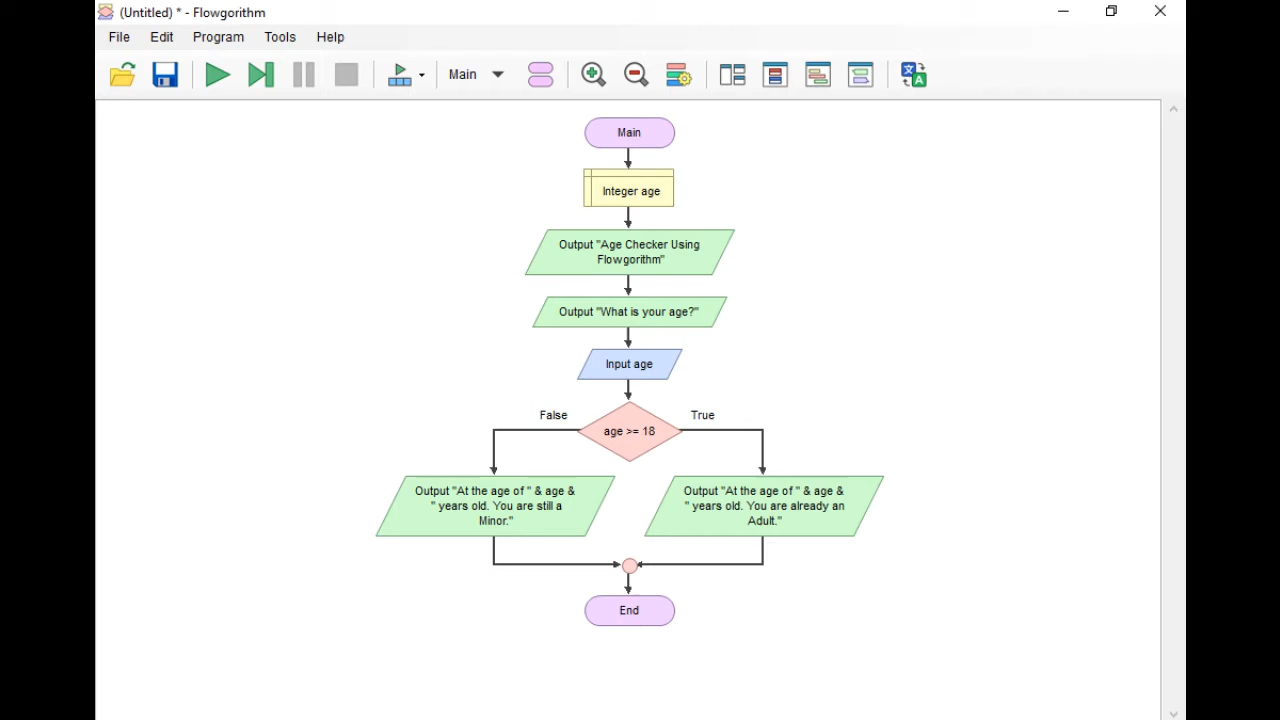 (Untitled) * - Flowgorithm
File Edit Program Tools Help
Main
Main
Integer age
Output "Age Checker Using
Flowgorithm"
Output "What is your age?"
Input age
False
True
age >= 18
Output "At the age of " & age &
" years old. You are still a
Minor."
Output "At the age of " & age &
" years old. You are already an
Adult."
End